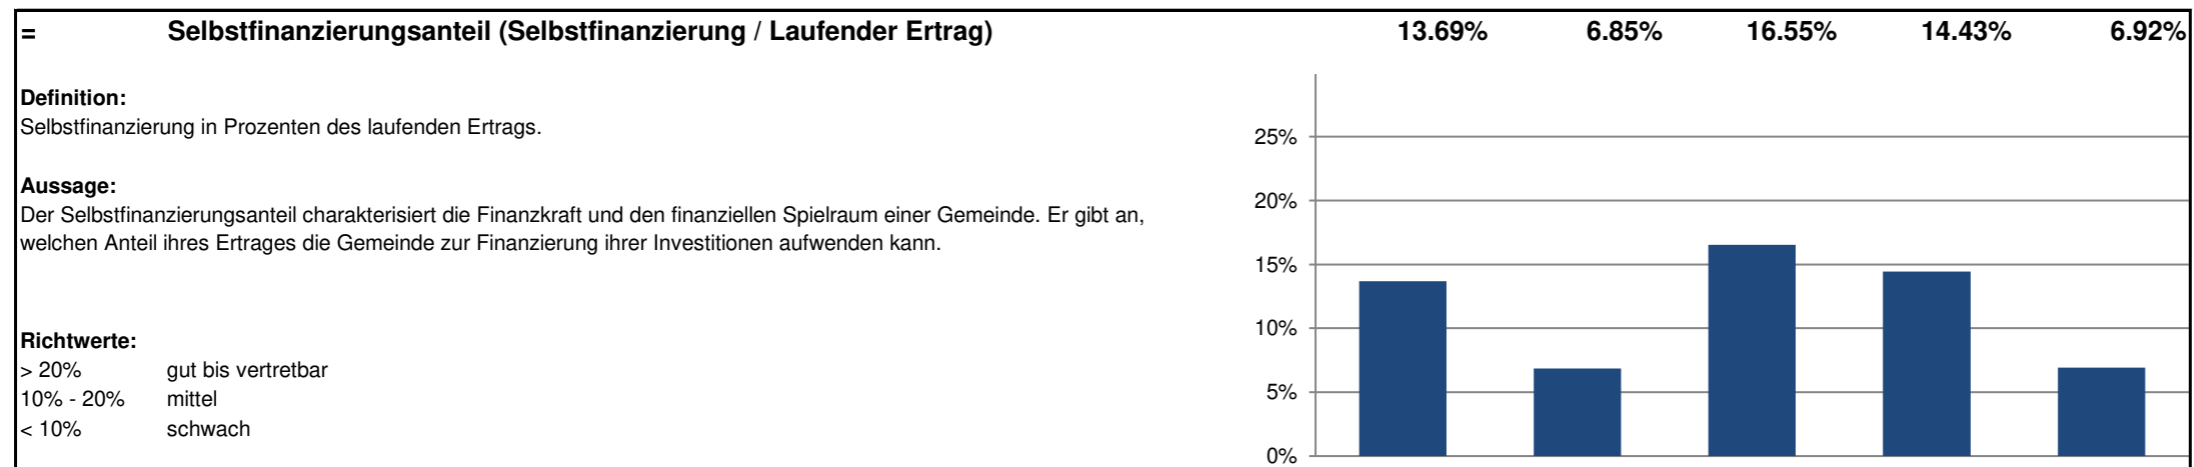 = Selbstfinanzierungsanteil (Selbstfinanzierung / Laufender Ertrag) 13.69% 6.85% 16.55% 14.43% 6.92%
Definition:
Selbstfinanzierung in Prozenten des laufenden Ertrags.
Aussage:
Der Selbstfinanzierungsanteil charakterisiert die Finanzkraft und den finanziellen Spielraum einer Gemeinde. Er gibt an,
welchen Anteil ihres Ertrages die Gemeinde zur Finanzierung ihrer Investitionen aufwenden kann.
Richtwerte:
> 20% gut bis vertretbar
10% - 20% mittel
< 10% schwach
25%
20%
15%
10%
5%
0%